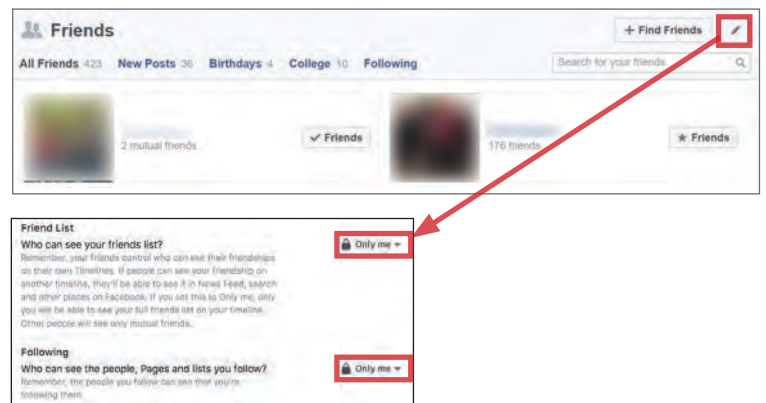 Friends
+ Find Friends
All Friends 423 New Posts 36 Birthdays 4 College 10 Following
Search for your friends
2 mutual friends
✓ Friends
176 friends
★ Friends
Friend List
Who can see your friends list?
Only me
Remember, your friends control who can see their friendships
on their own Timelines. If people can see your friendship on
another timeline, they'll be able to see it in News Feed, search
and other places on Facebook. If you set this to Only me, only
you will be able to see your full friends list on your timeline.
Other people will see only mutual friends.
Following
Who can see the people, Pages and lists you follow?
Only me
Remember, the people you follow can see that you're
following them.